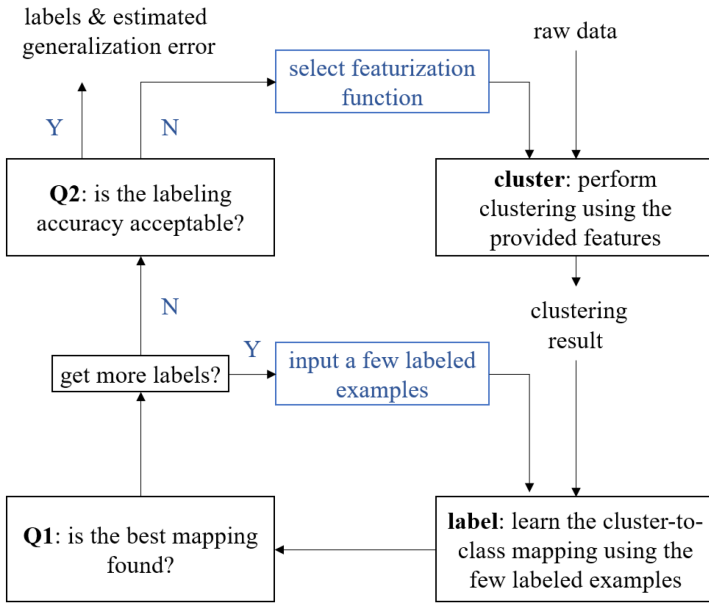 labels & estimated
generalization error
raw data
select featurization
function
Y
N
Q2: is the labeling
accuracy acceptable?
cluster: perform
clustering using the
provided features
N
clustering
result
Y
get more labels?
input a few labeled
examples
Q1: is the best mapping
found?
label: learn the cluster-to-
class mapping using the
few labeled examples